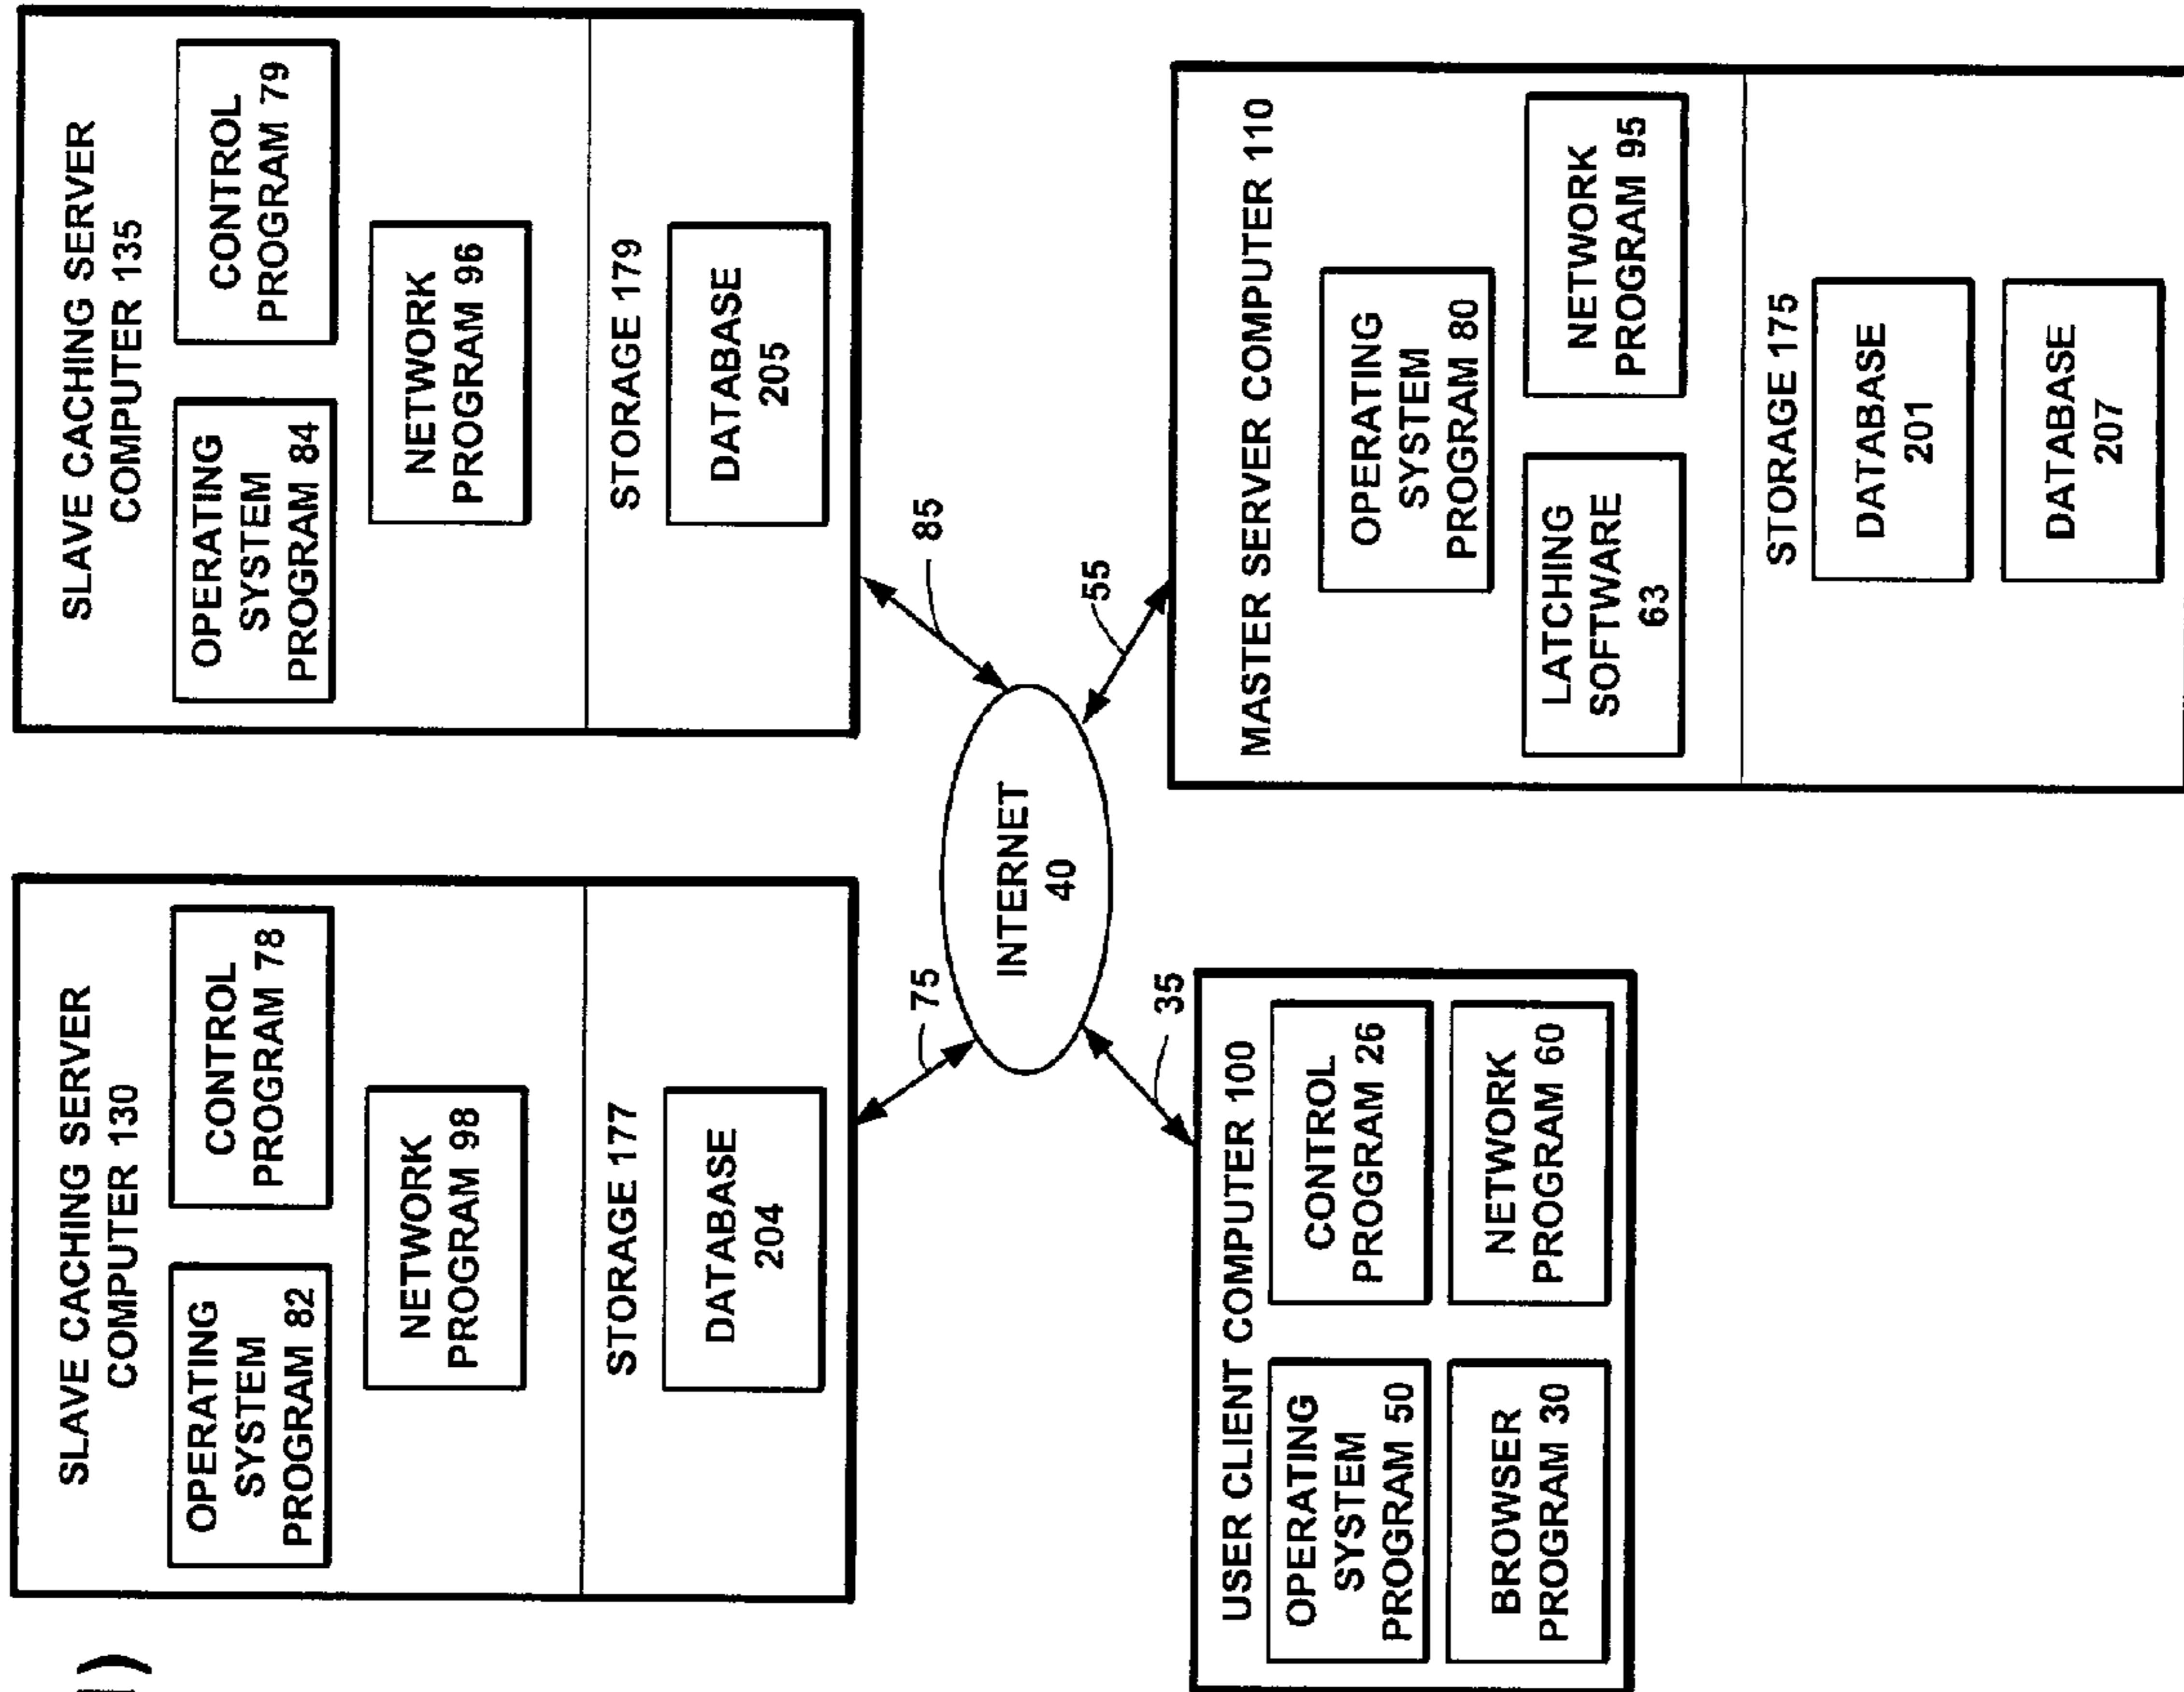 SLAVE CACHING SERVER
COMPUTER 130
OPERATING
SYSTEM
PROGRAM 82
CONTROL
PROGRAM 78
NETWORK
PROGRAM 98
STORAGE 177
DATABASE
204
SLAVE CACHING SERVER
COMPUTER 135
OPERATING
SYSTEM
PROGRAM 84
CONTROL
PROGRAM 79
NETWORK
PROGRAM 96
STORAGE 179
DATABASE
205
75
85
INTERNET
40
35
55
USER CLIENT COMPUTER 100
OPERATING
SYSTEM
PROGRAM 50
CONTROL
PROGRAM 26
BROWSER
PROGRAM 30
NETWORK
PROGRAM 60
MASTER SERVER COMPUTER 110
OPERATING
SYSTEM
PROGRAM 80
LATCHING
SOFTWARE
63
NETWORK
PROGRAM 95
STORAGE 175
DATABASE
201
DATABASE
207